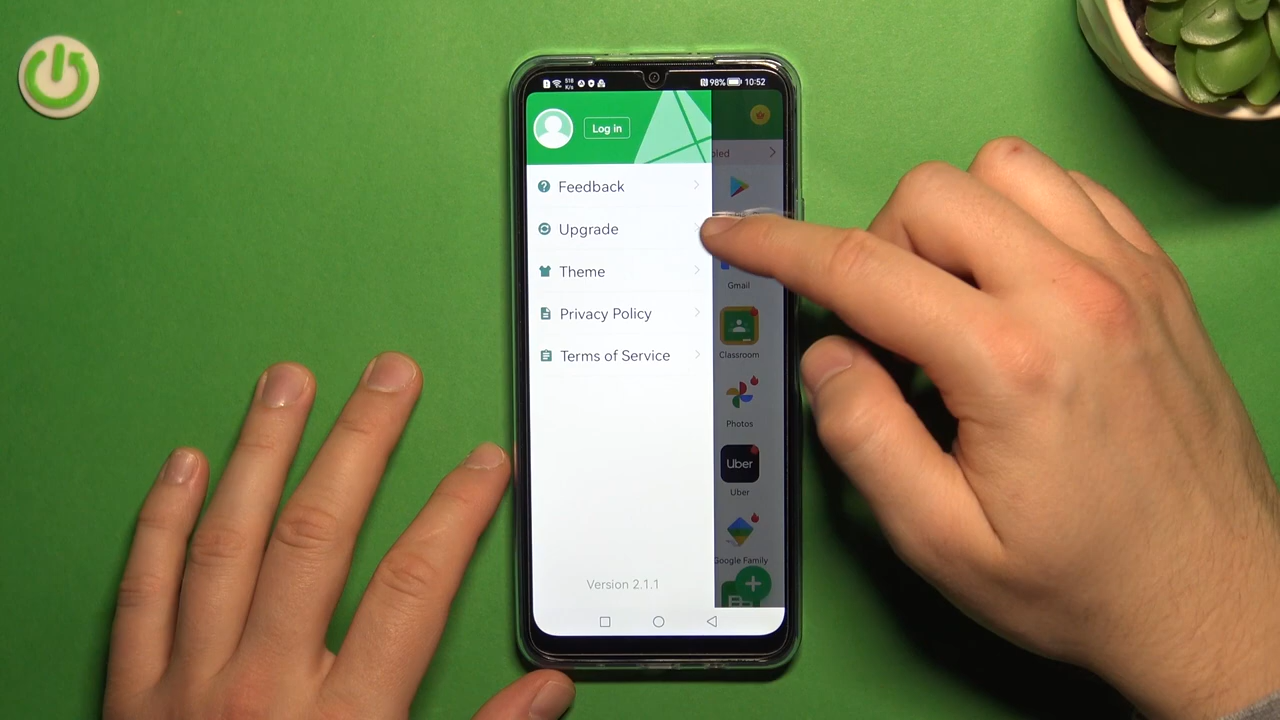 518
K/s
98%
10:52
Log in
Feedback
Upgrade
Theme
Privacy Policy
Terms of Service
Version 2.1.1
Gmail
Classroom
Photos
Uber
Uber
Google Family